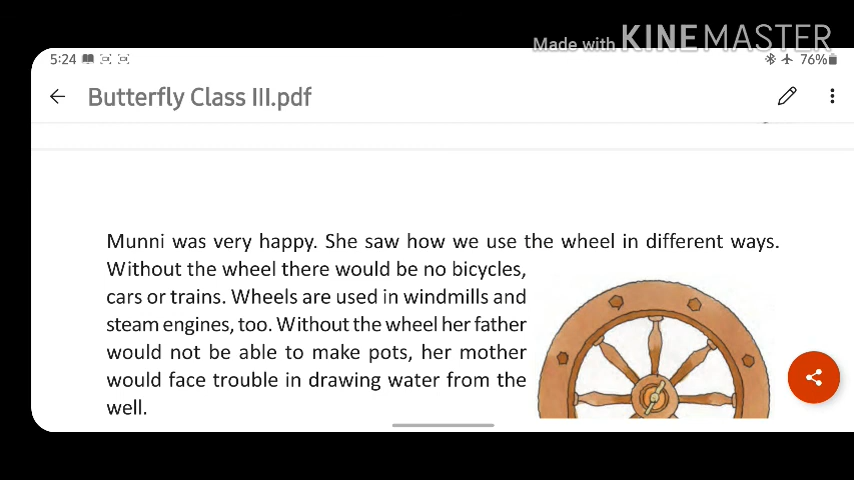 Made with KINEMASTER
5:24
76%
Butterfly Class III.pdf
Munni was very happy. She saw how we use the wheel in different ways.
Without the wheel there would be no bicycles,
cars or trains. Wheels are used in windmills and
steam engines, too. Without the wheel her father
would not be able to make pots, her mother
would face trouble in drawing water from the
well.